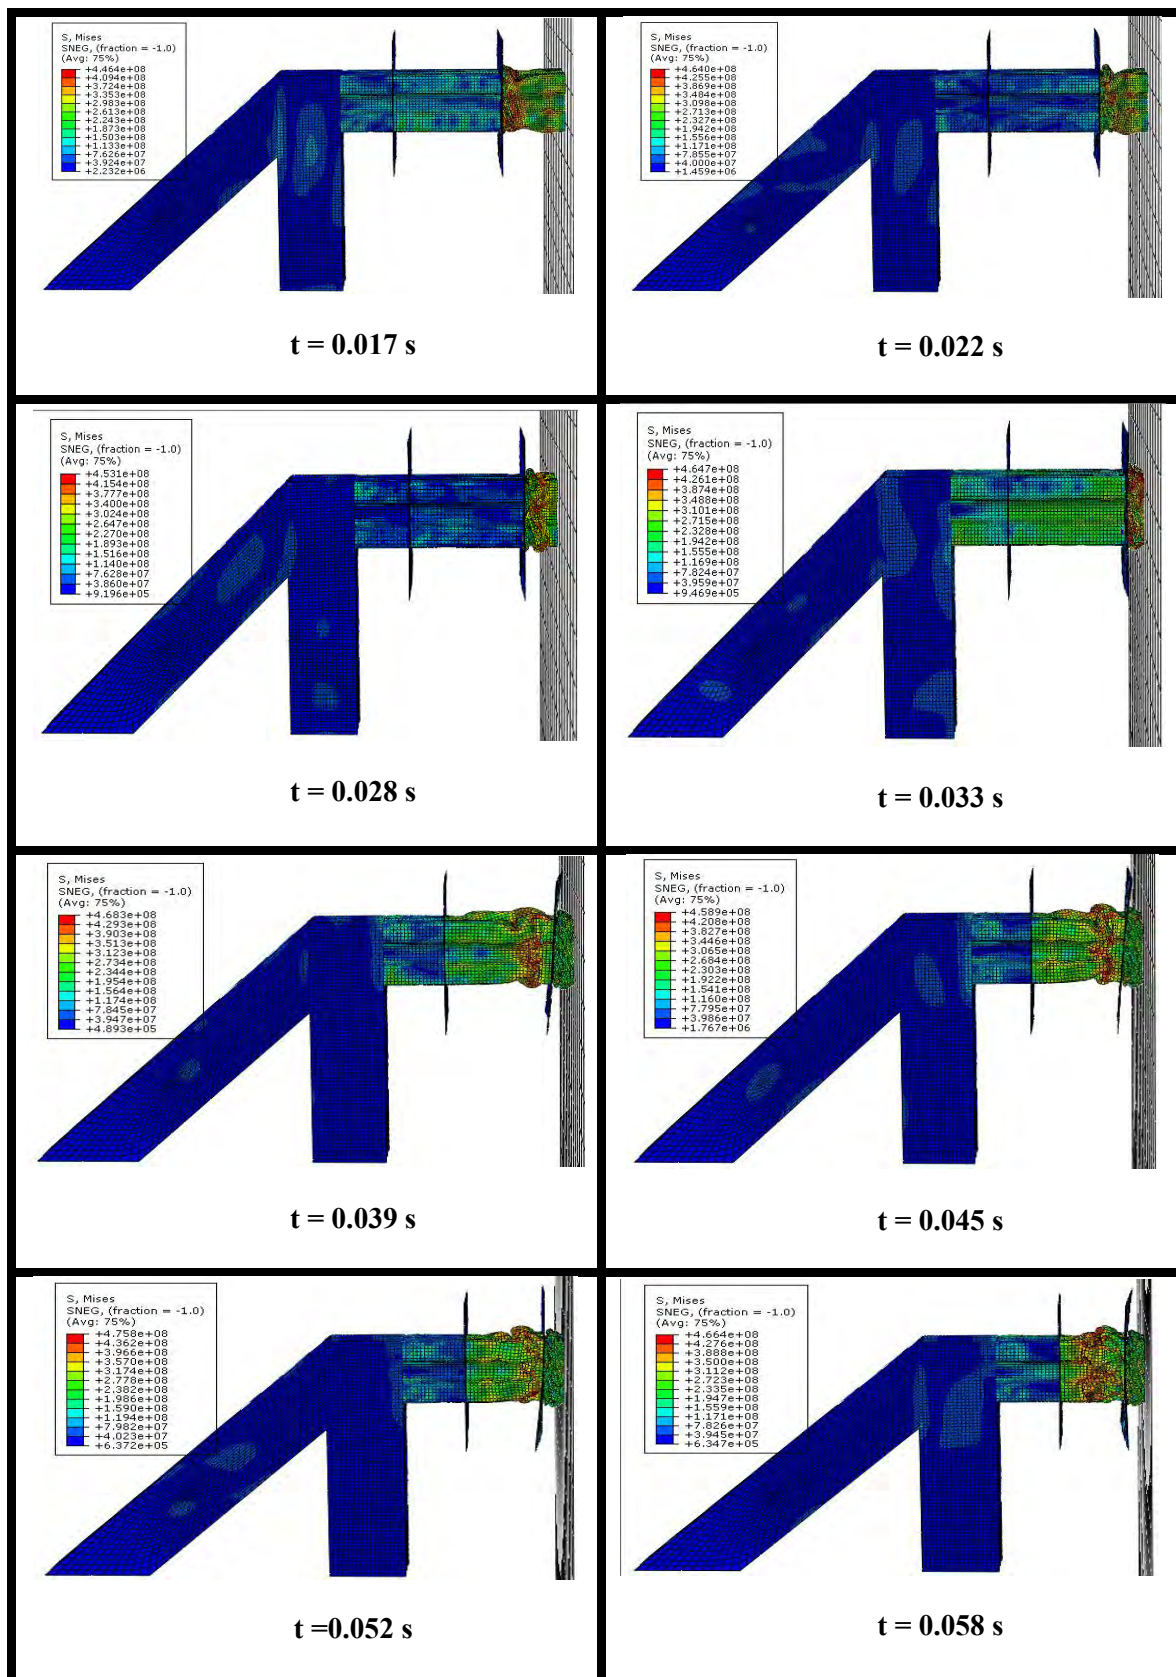 S, Mises
SNEG, (fraction = -1.0)
(Avg: 75%)
+4.464e+08
+4.094e+08
+3.724e+08
+3.353e+08
+2.983e+08
+2.613e+08
+2.243e+08
+1.873e+08
+1.503e+08
+1.133e+08
+7.626e+07
+3.924e+07
+2.232e+06
t = 0.017 s
S, Mises
SNEG, (fraction = -1.0)
(Avg: 75%)
+4.640e+08
+4.255e+08
+3.869e+08
+3.484e+08
+3.098e+08
+2.713e+08
+2.327e+08
+1.942e+08
+1.556e+08
+1.171e+08
+7.855e+07
+4.000e+07
+1.459e+06
t = 0.022 s
S, Mises
SNEG, (fraction = -1.0)
(Avg: 75%)
+4.531e+08
+4.154e+08
+3.777e+08
+3.400e+08
+3.024e+08
+2.647e+08
+2.270e+08
+1.893e+08
+1.516e+08
+1.140e+08
+7.628e+07
+3.860e+07
+9.196e+05
t = 0.028 s
S, Mises
SNEG, (fraction = -1.0)
(Avg: 75%)
+4.647e+08
+4.261e+08
+3.874e+08
+3.488e+08
+3.101e+08
+2.715e+08
+2.328e+08
+1.942e+08
+1.555e+08
+1.169e+08
+7.824e+07
+3.959e+07
+9.469e+05
t = 0.033 s
S, Mises
SNEG, (fraction = -1.0)
(Avg: 75%)
+4.683e+08
+4.293e+08
+3.903e+08
+3.513e+08
+3.123e+08
+2.734e+08
+2.344e+08
+1.954e+08
+1.564e+08
+1.174e+08
+7.845e+07
+3.947e+07
+4.893e+05
t = 0.039 s
S, Mises
SNEG, (fraction = -1.0)
(Avg: 75%)
+4.589e+08
+4.208e+08
+3.827e+08
+3.446e+08
+3.065e+08
+2.684e+08
+2.303e+08
+1.922e+08
+1.541e+08
+1.160e+08
+7.795e+07
+3.986e+07
+1.767e+06
t = 0.045 s
S, Mises
SNEG, (fraction = -1.0)
(Avg: 75%)
+4.758e+08
+4.362e+08
+3.966e+08
+3.570e+08
+3.174e+08
+2.778e+08
+2.382e+08
+1.986e+08
+1.590e+08
+1.194e+08
+7.982e+07
+4.023e+07
+6.372e+05
t =0.052 s
S, Mises
SNEG, (fraction = -1.0)
(Avg: 75%)
+4.664e+08
+4.276e+08
+3.888e+08
+3.500e+08
+3.112e+08
+2.723e+08
+2.335e+08
+1.947e+08
+1.559e+08
+1.171e+08
+7.826e+07
+3.945e+07
+6.347e+05
t = 0.058 s